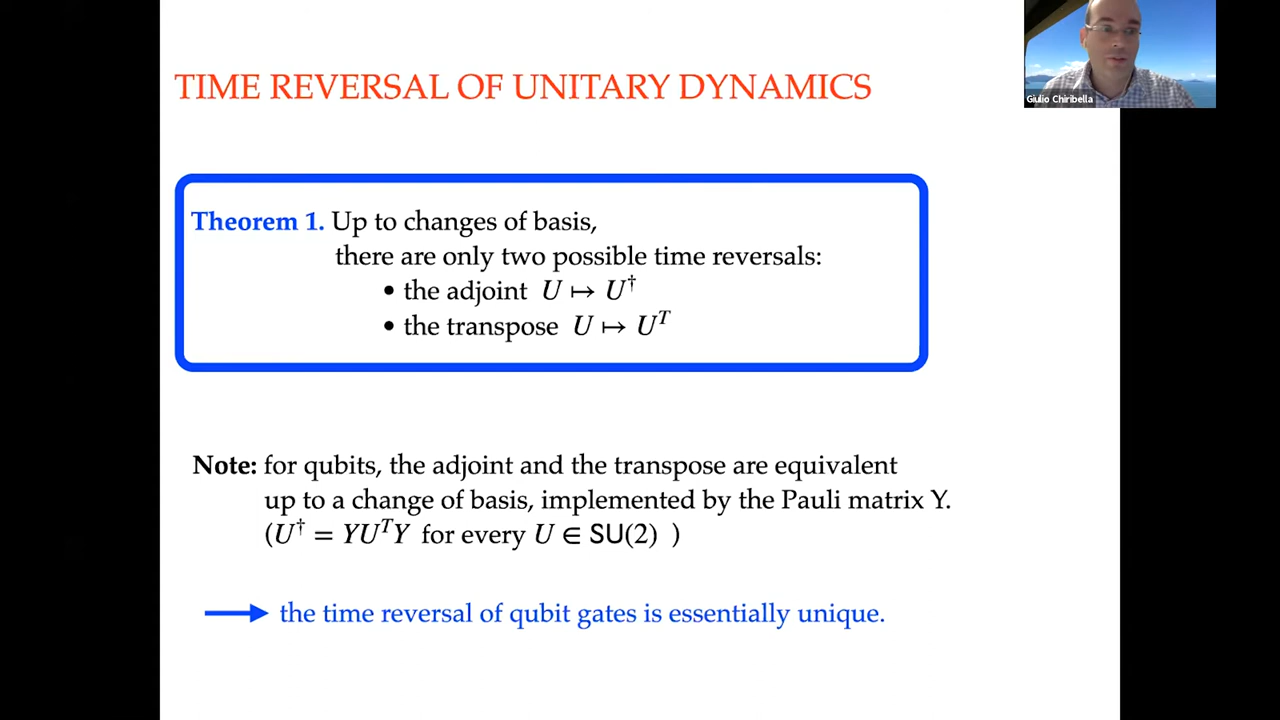 TIME REVERSAL OF UNITARY DYNAMICS
Giulio Chiribella
Theorem 1. Up to changes of basis,
there are only two possible time reversals:
• the adjoint U ↦ U†
• the transpose U ↦ Uᵀ
Note: for qubits, the adjoint and the transpose are equivalent
up to a change of basis, implemented by the Pauli matrix Y.
(U† = YUᵀY for every U ∈ SU(2) )
the time reversal of qubit gates is essentially unique.